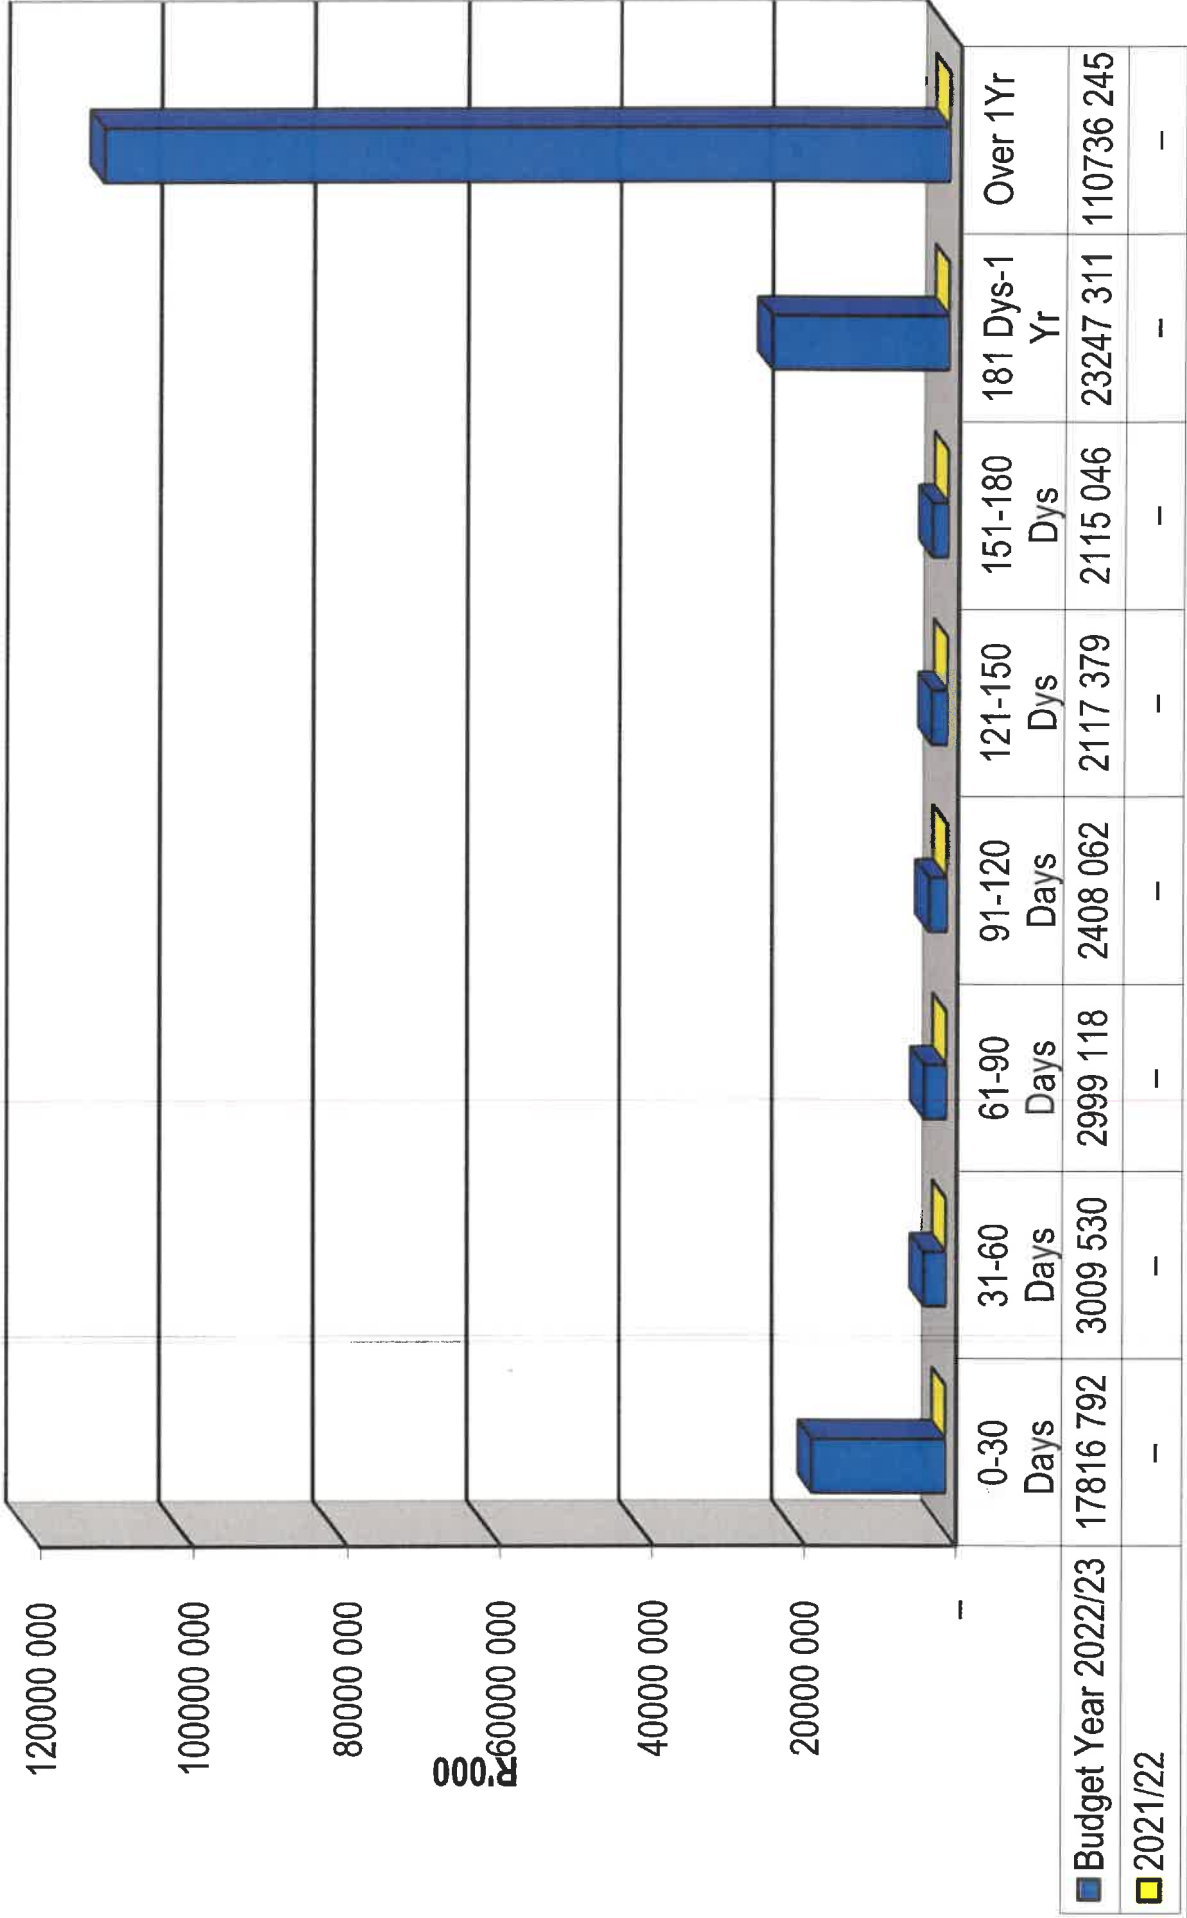 120000 000
100000 000
80000 000
60000 000
40000 000
20000 000
–
R'000
0-30 Days
31-60 Days
61-90 Days
91-120 Days
121-150 Dys
151-180 Dys
181 Dys-1 Yr
Over 1Yr
Budget Year 2022/23 17816 792 3009 530 2999 118 2408 062 2117 379 2115 046 23247 311 110736 245
2021/22 – – – – – – – –